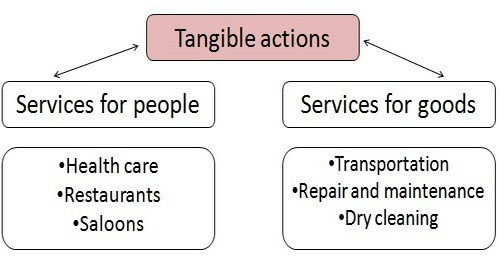 Tangible actions
Services for people
Services for goods
•Health care
•Restaurants
•Saloons
•Transportation
•Repair and maintenance
•Dry cleaning